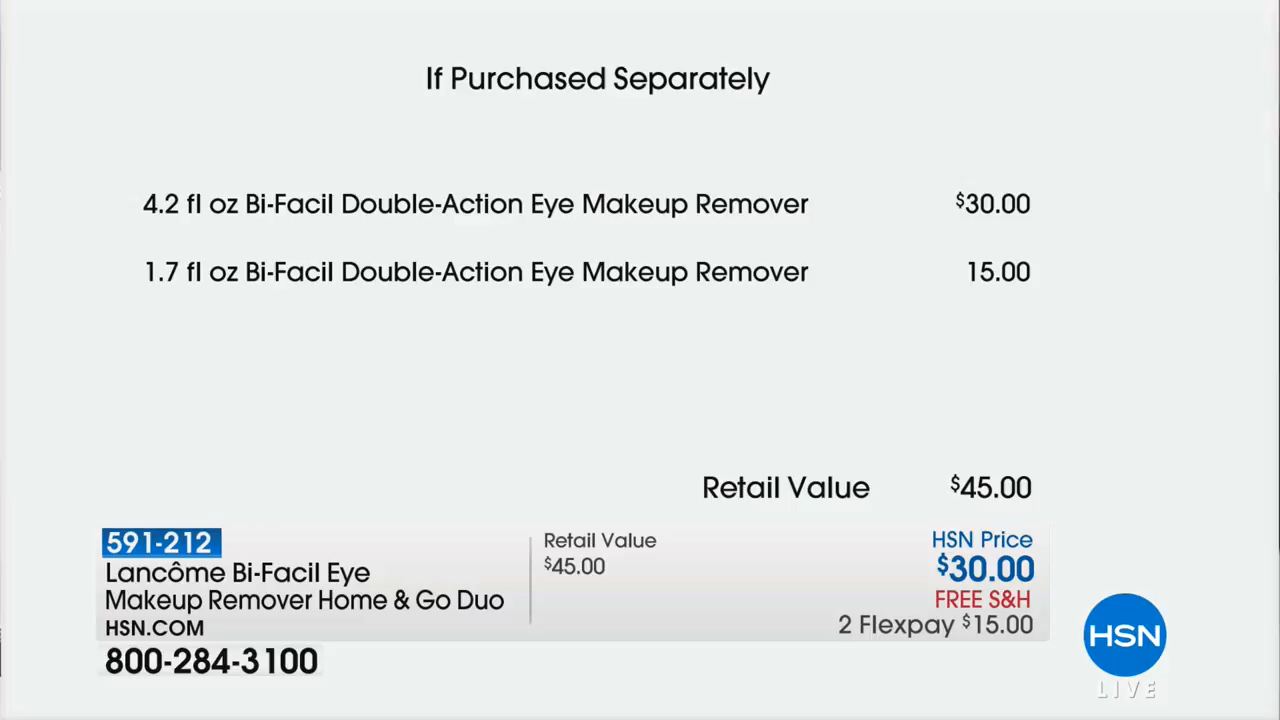 If Purchased Separately
4.2 fl oz Bi-Facil Double-Action Eye Makeup Remover $30.00
1.7 fl oz Bi-Facil Double-Action Eye Makeup Remover 15.00
Retail Value $45.00
591-212
Lancôme Bi-Facil Eye
Makeup Remover Home & Go Duo
HSN.COM
800-284-3100
Retail Value
$45.00
HSN Price
$30.00
FREE S&H
2 Flexpay $15.00
HSN
LIVE